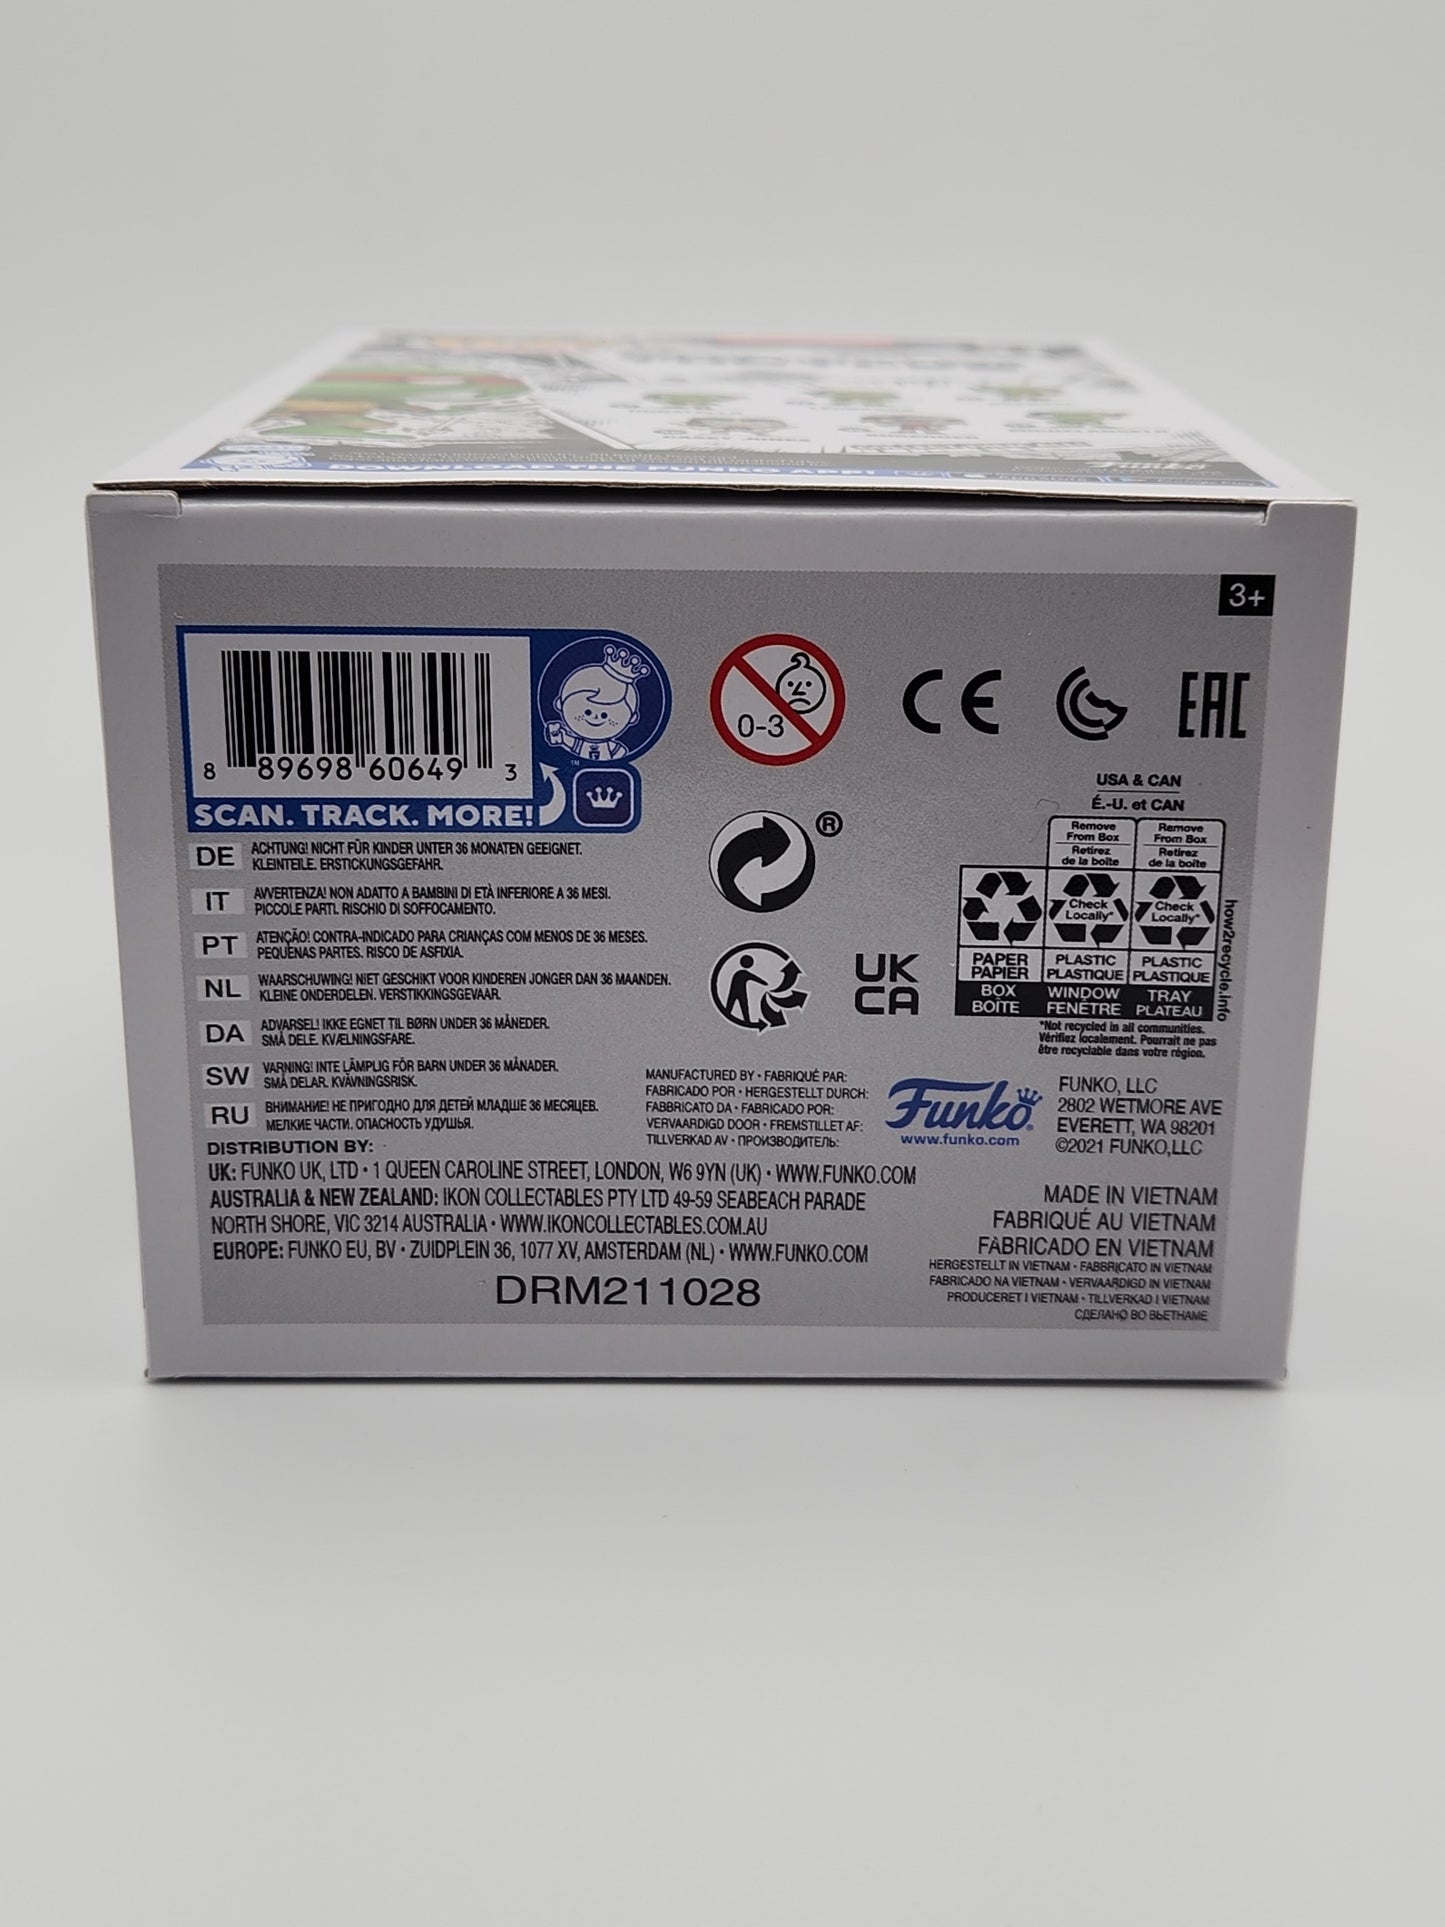 DOWNLOAD THE FUNKO APP!
Funko
3+
8 89698 60649 3
SCAN. TRACK. MORE!
TM
0-3
CE
EAC
®
UK
CA
USA & CAN
É.-U. et CAN
Remove
From Box
Retirez
de la boîte
Remove
From Box
Retirez
de la boîte
Check
Locally*
Check
Locally*
PAPER
PAPIER
PLASTIC
PLASTIQUE
PLASTIC
PLASTIQUE
BOX
BOÎTE
WINDOW
FENÊTRE
TRAY
PLATEAU
how2recycle.info
*Not recycled in all communities.
Vérifiez localement. Pourrait ne pas
être recyclable dans votre région.
DE ACHTUNG! NICHT FÜR KINDER UNTER 36 MONATEN GEEIGNET.
KLEINTEILE. ERSTICKUNGSGEFAHR.
IT AVVERTENZA! NON ADATTO A BAMBINI DI ETÀ INFERIORE A 36 MESI.
PICCOLE PARTI. RISCHIO DI SOFFOCAMENTO.
PT ATENÇÃO! CONTRA-INDICADO PARA CRIANÇAS COM MENOS DE 36 MESES.
PEQUENAS PARTES. RISCO DE ASFIXIA.
NL WAARSCHUWING! NIET GESCHIKT VOOR KINDEREN JONGER DAN 36 MAANDEN.
KLEINE ONDERDELEN. VERSTIKKINGSGEVAAR.
DA ADVARSEL! IKKE EGNET TIL BØRN UNDER 36 MÅNEDER.
SMÅ DELE. KVÆLNINGSFARE.
SW VARNING! INTE LÄMPLIG FÖR BARN UNDER 36 MÅNADER.
SMÅ DELAR. KVÄVNINGSRISK.
RU ВНИМАНИЕ! НЕ ПРИГОДНО ДЛЯ ДЕТЕЙ МЛАДШЕ 36 МЕСЯЦЕВ.
МЕЛКИЕ ЧАСТИ. ОПАСНОСТЬ УДУШЬЯ.
MANUFACTURED BY • FABRIQUÉ PAR:
FABRICADO POR • HERGESTELLT DURCH:
FABBRICATO DA • FABRICADO POR:
VERVAARDIGD DOOR • FREMSTILLET AF:
TILLVERKAD AV • ПРОИЗВОДИТЕЛЬ:
Funko®
www.funko.com
FUNKO, LLC
2802 WETMORE AVE
EVERETT, WA 98201
©2021 FUNKO,LLC
DISTRIBUTION BY:
UK: FUNKO UK, LTD • 1 QUEEN CAROLINE STREET, LONDON, W6 9YN (UK) • WWW.FUNKO.COM
AUSTRALIA & NEW ZEALAND: IKON COLLECTABLES PTY LTD 49-59 SEABEACH PARADE
NORTH SHORE, VIC 3214 AUSTRALIA • WWW.IKONCOLLECTABLES.COM.AU
EUROPE: FUNKO EU, BV • ZUIDPLEIN 36, 1077 XV, AMSTERDAM (NL) • WWW.FUNKO.COM
DRM211028
MADE IN VIETNAM
FABRIQUÉ AU VIETNAM
FABRICADO EN VIETNAM
HERGESTELLT IN VIETNAM • FABBRICATO IN VIETNAM
FABRICADO NA VIETNAM • VERVAARDIGD IN VIETNAM
PRODUCERET I VIETNAM • TILLVERKAD I VIETNAM
СДЕЛАНО ВО ВЬЕТНАМЕ